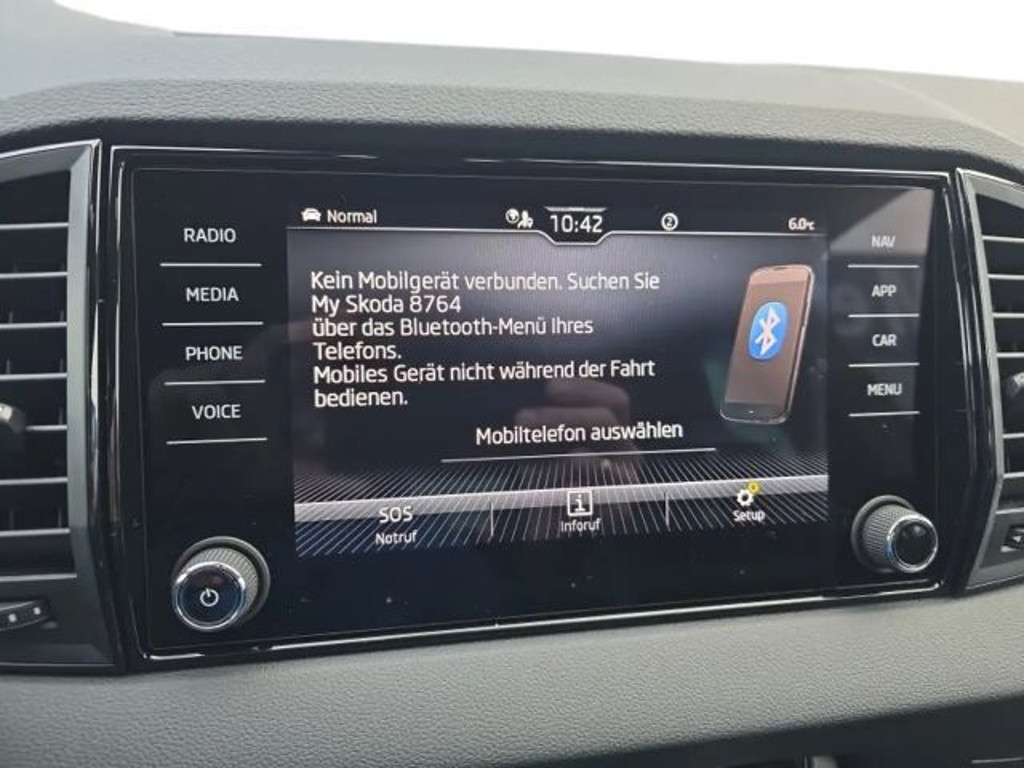 Normal
10:42
2
6.0°C
RADIO
MEDIA
PHONE
VOICE
Kein Mobilgerät verbunden. Suchen Sie
My Skoda 8764
über das Bluetooth-Menü Ihres
Telefons.
Mobiles Gerät nicht während der Fahrt
bedienen.
Mobiltelefon auswählen
SOS
Notruf
i
Inforuf
Setup
NAV
APP
CAR
MENU